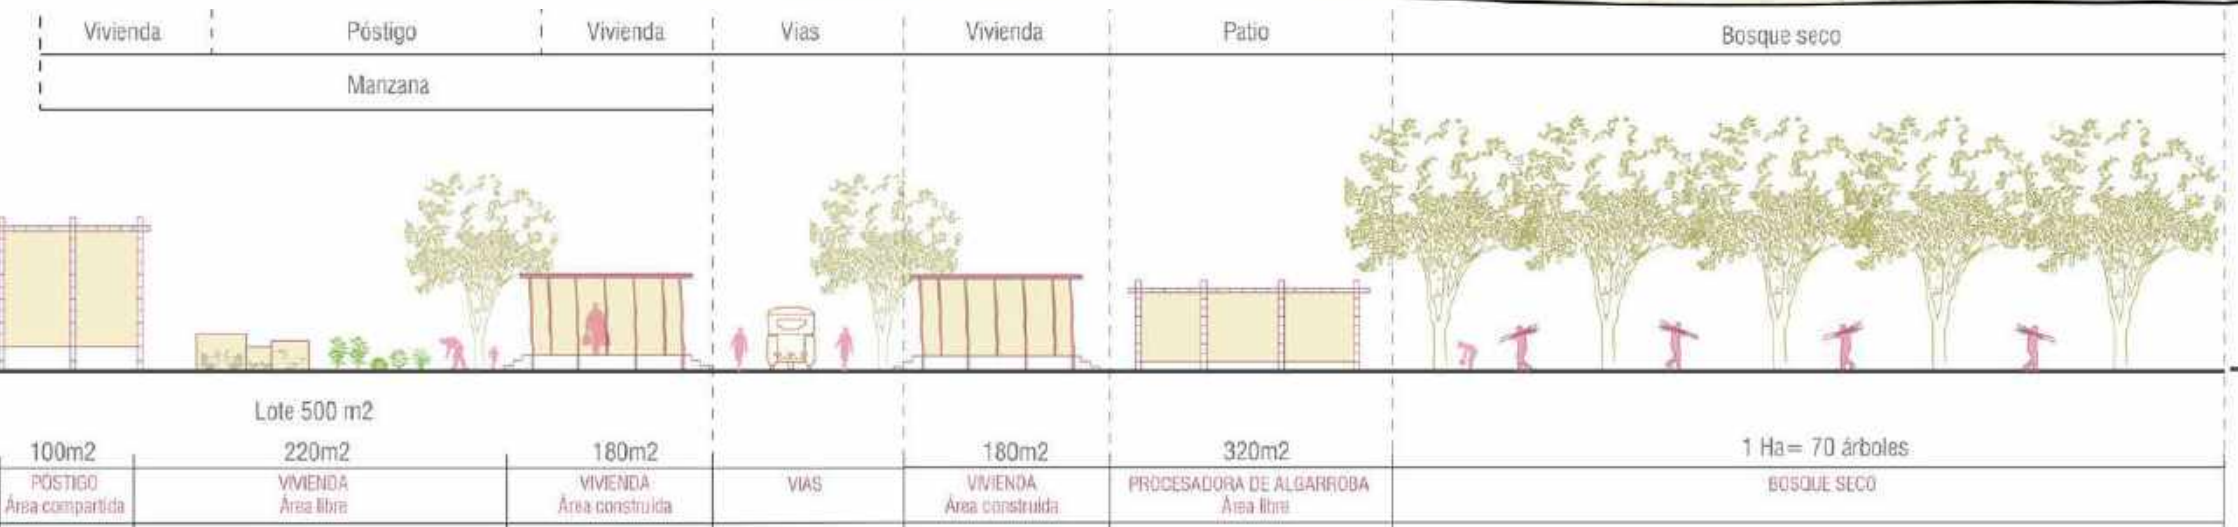 Vivienda Póstigo Vivienda Vias Vivienda Patio Bosque seco
Manzana
Lote 500 m2
100m2 220m2 180m2 180m2 320m2 1 Ha= 70 árboles
PÓSTIGO VIVIENDA VIVIENDA VIAS VIVIENDA PROCESADORA DE ALGARROBA BOSQUE SECO
Área compartida Área libre Área construida Área construida Área libre